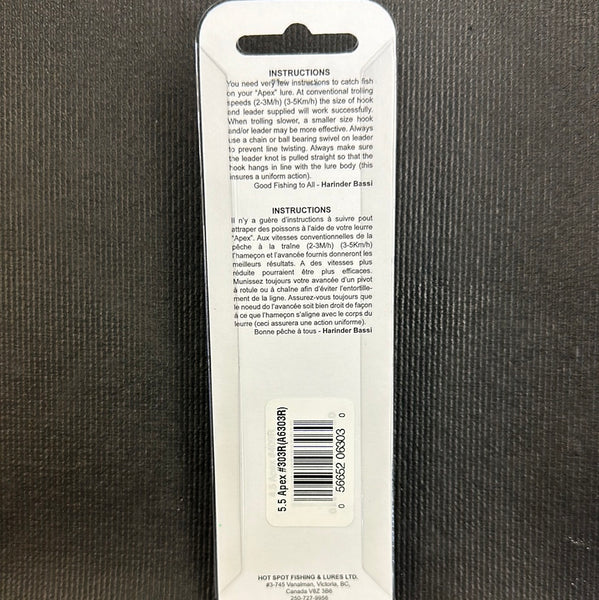 INSTRUCTIONS
You need very few instructions to catch fish
on your "Apex" lure. At conventional trolling
speeds (2-3M/h) (3-5Km/h) the size of hook
and leader supplied will work successfully.
When trolling slower, a smaller size hook
and/or leader may be more effective. Always
use a chain or ball bearing swivel on leader
to prevent line twisting. Always make sure
the leader knot is pulled straight so that the
hook hangs in line with the lure body (this
insures a uniform action).
Good Fishing to All - Harinder Bassi
INSTRUCTIONS
Il n'y a guère d'instructions à suivre pout
attraper des poissons à l'aide de votre leurre
"Apex". Aux vitesses conventionnelles de la
pêche à la traîne (2-3M/h) (3-5Km/h)
l'hameçon et l'avancée fournis donneront les
meilleurs résultats. A des vitesses plus
réduite pourraient être plus efficaces.
Munissez toujours votre avancée d'un pivot
à rotule ou à chaîne afin d'éviter l'entortille-
ment de la ligne. Assurez-vous toujours que
le noeud de l'avancée soit bien droit de façon
à ce que l'hameçon s'aligne avec le corps du
leurre (ceci assurera une action uniforme).
Bonne pêche à tous - Harinder Bassi
5.5 Apex #303R(A6303R)
0 56652 06303 0
HOT SPOT FISHING & LURES LTD.
#3-745 Vanalman, Victoria, BC,
Canada V8Z 3B6
250-727-9956